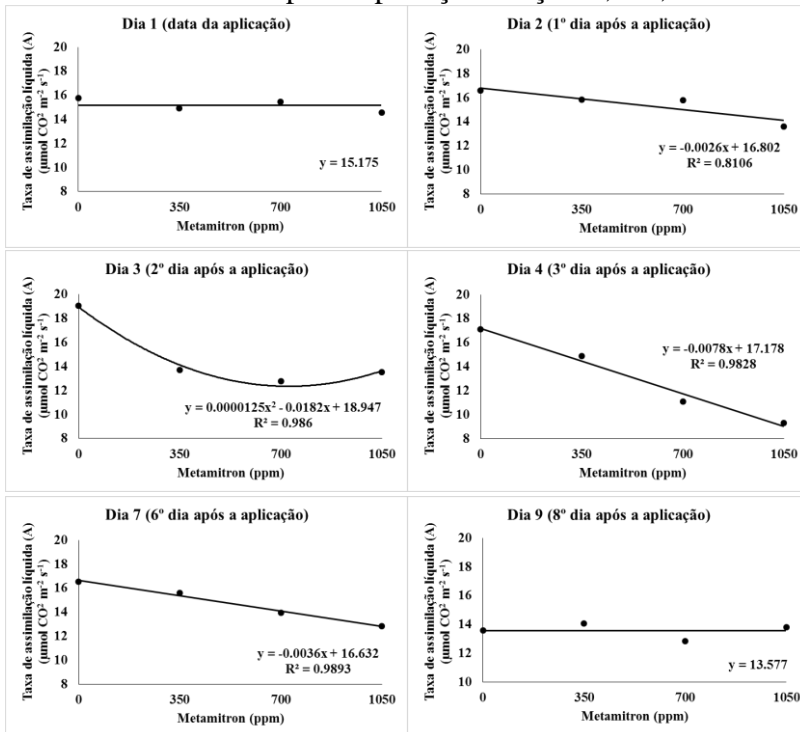 Dia 1 (data da aplicação)
Taxa de assimilação líquida (A)
(µmol CO² m⁻² s⁻¹)
20
18
16
14
12
10
8
y = 15.175
0 350 700 1050
Metamitron (ppm)
Dia 2 (1º dia após a aplicação)
Taxa de assimilação líquida (A)
(µmol CO² m⁻² s⁻¹)
20
18
16
14
12
10
8
y = -0.0026x + 16.802
R² = 0.8106
0 350 700 1050
Metamitron (ppm)
Dia 3 (2º dia após a aplicação)
Taxa de assimilação líquida (A)
(µmol CO² m⁻² s⁻¹)
20
18
16
14
12
10
8
y = 0.0000125x² - 0.0182x + 18.947
R² = 0.986
0 350 700 1050
Metamitron (ppm)
Dia 4 (3º dia após a aplicação)
Taxa de assimilação líquida (A)
(µmol CO² m⁻² s⁻¹)
20
18
16
14
12
10
8
y = -0.0078x + 17.178
R² = 0.9828
0 350 700 1050
Metamitron (ppm)
Dia 7 (6º dia após a aplicação)
Taxa de assimilação líquida (A)
(µmol CO² m⁻² s⁻¹)
20
18
16
14
12
10
8
y = -0.0036x + 16.632
R² = 0.9893
0 350 700 1050
Metamitron (ppm)
Dia 9 (8º dia após a aplicação)
Taxa de assimilação líquida (A)
(µmol CO² m⁻² s⁻¹)
20
18
16
14
12
10
y = 13.577
0 350 700 1050
Metamitron (ppm)